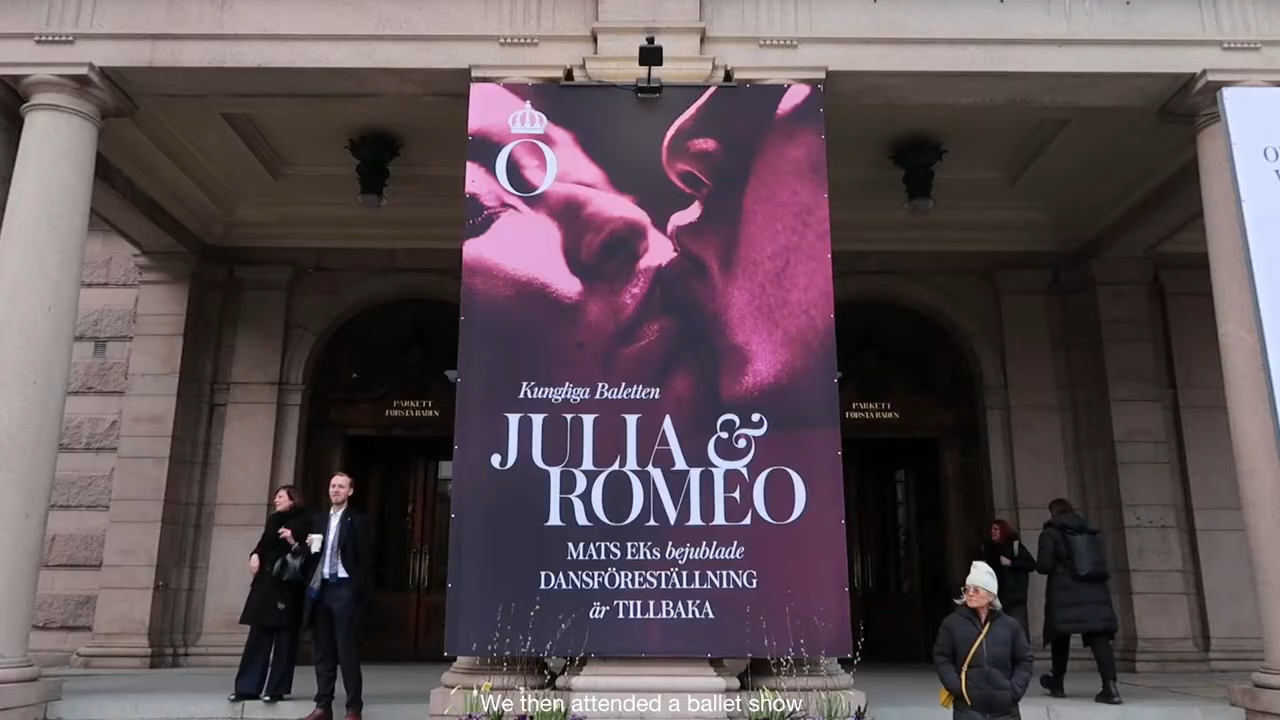 O
Kungliga Baletten
JULIA &
ROMEO
MATS EKs bejublade
DANSFÖRESTÄLLNING
är TILLBAKA
PARKETT
FÖRSTA RADEN
PARKETT
FÖRSTA RADEN
We then attended a ballet show